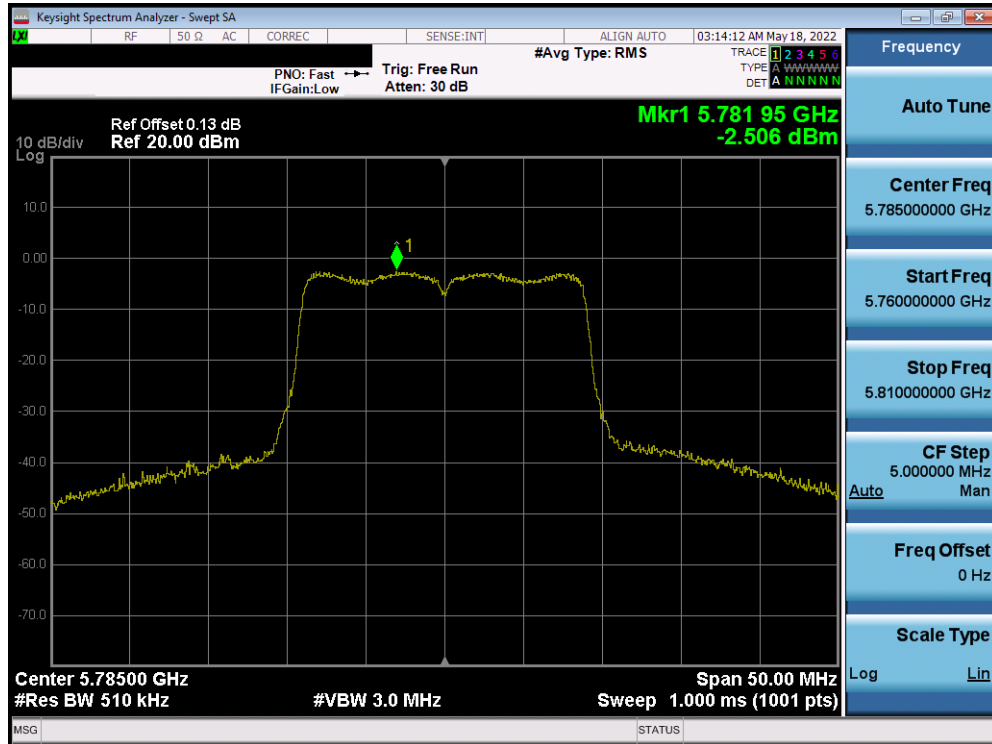 Keysight Spectrum Analyzer - Swept SA
LXI RF 50 Ω AC CORREC SENSE:INT ALIGN AUTO 03:14:12 AM May 18, 2022
#Avg Type: RMS TRACE 1 2 3 4 5 6
PNO: Fast Trig: Free Run TYPE A WWWWW
IFGain:Low Atten: 30 dB DET A N N N N N
Mkr1 5.781 95 GHz
-2.506 dBm
Ref Offset 0.13 dB
10 dB/div Ref 20.00 dBm
Log
10.0
1
0.00
-10.0
-20.0
-30.0
-40.0
-50.0
-60.0
-70.0
Center 5.78500 GHz Span 50.00 MHz
#Res BW 510 kHz #VBW 3.0 MHz Sweep 1.000 ms (1001 pts)
MSG STATUS
Frequency
Auto Tune
Center Freq
5.785000000 GHz
Start Freq
5.760000000 GHz
Stop Freq
5.810000000 GHz
CF Step
5.000000 MHz
Auto Man
Freq Offset
0 Hz
Scale Type
Log Lin